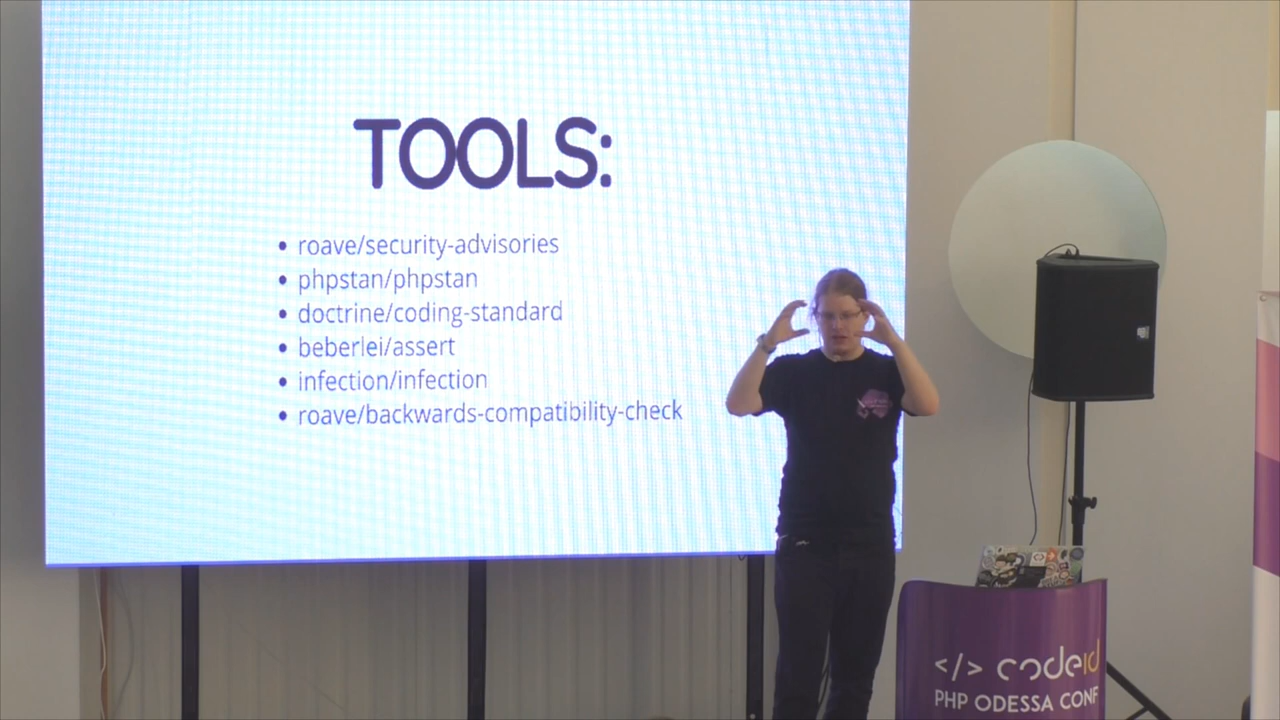 TOOLS:
• roave/security-advisories
• phpstan/phpstan
• doctrine/coding-standard
• beberlei/assert
• infection/infection
• roave/backwards-compatibility-check
</> codeid
PHP ODESSA CONF